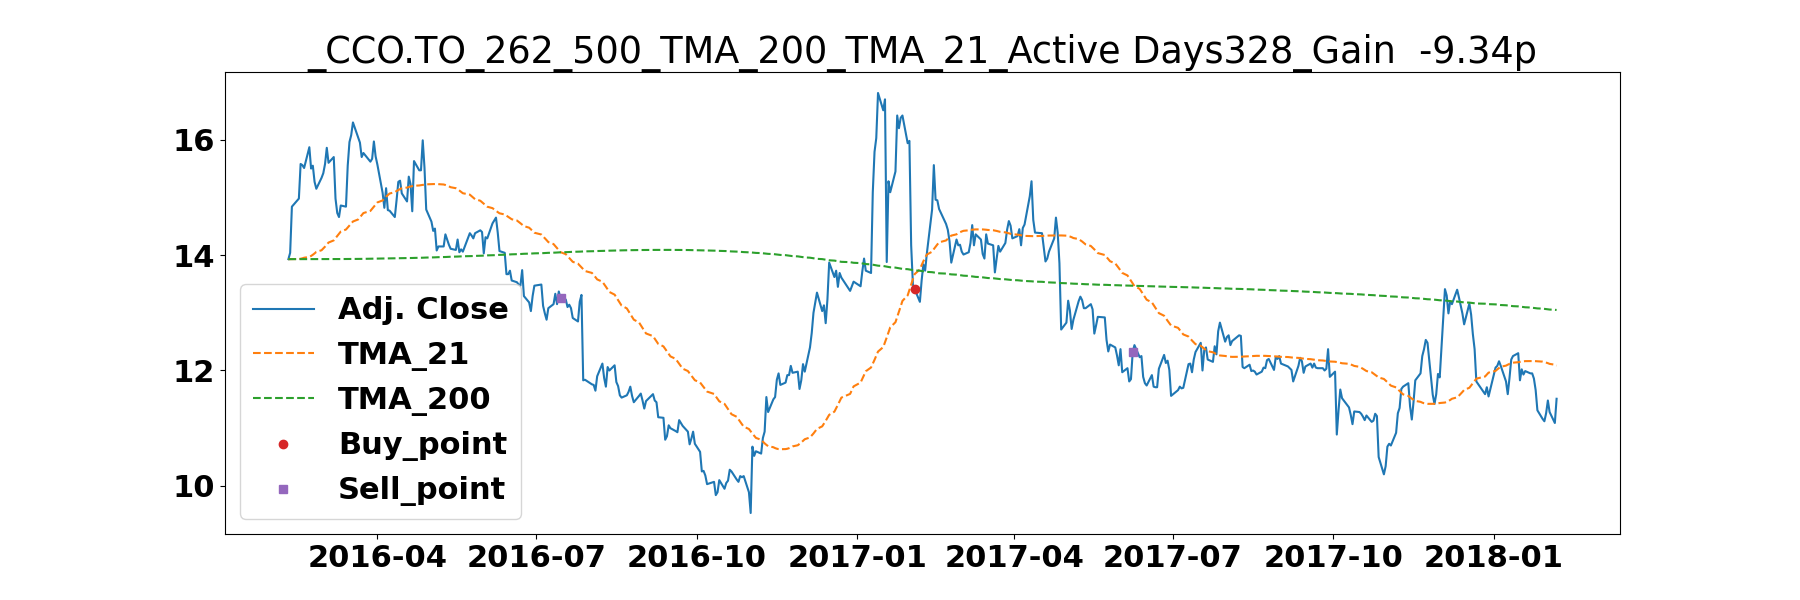 _CCO.TO_262_500_TMA_200_TMA_21_Active Days328_Gain  -9.34p
16
14
12
10
Adj. Close
TMA_21
TMA_200
Buy_point
Sell_point
2016-04 2016-07 2016-10 2017-01 2017-04 2017-07 2017-10 2018-01